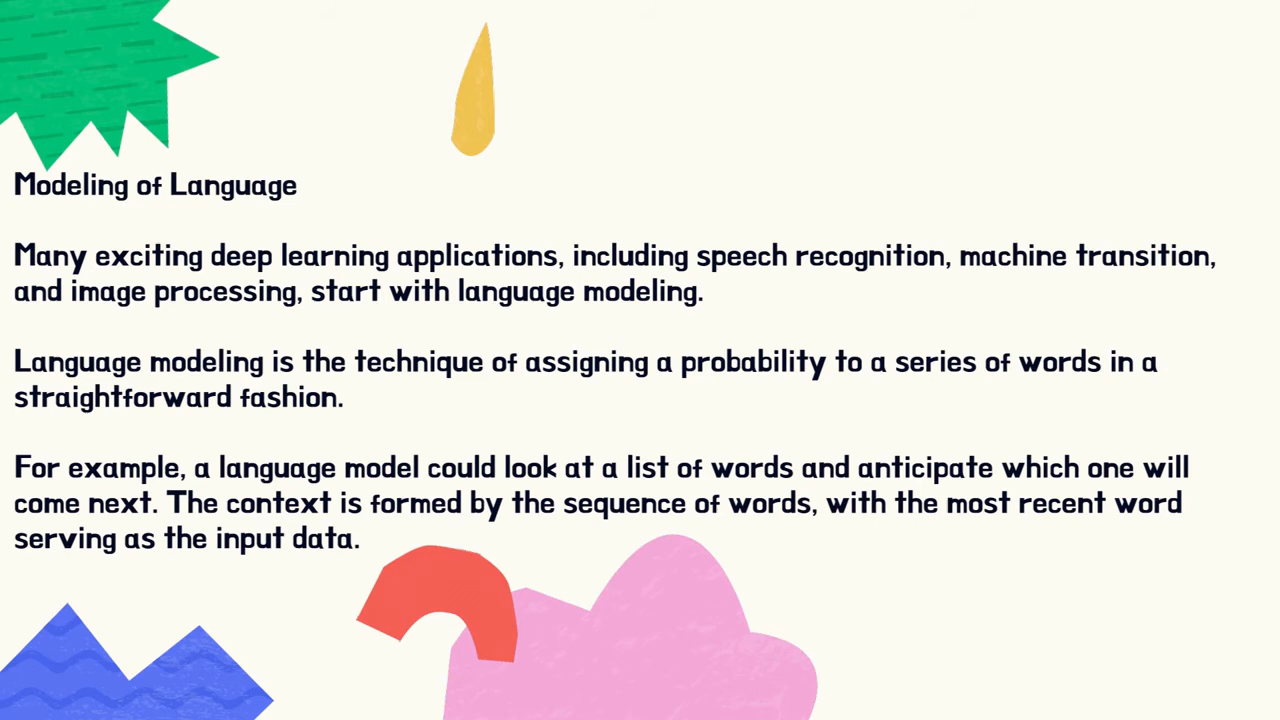 Modeling of Language
Many exciting deep learning applications, including speech recognition, machine transition,
and image processing, start with language modeling.
Language modeling is the technique of assigning a probability to a series of words in a
straightforward fashion.
For example, a language model could look at a list of words and anticipate which one will
come next. The context is formed by the sequence of words, with the most recent word
serving as the input data.